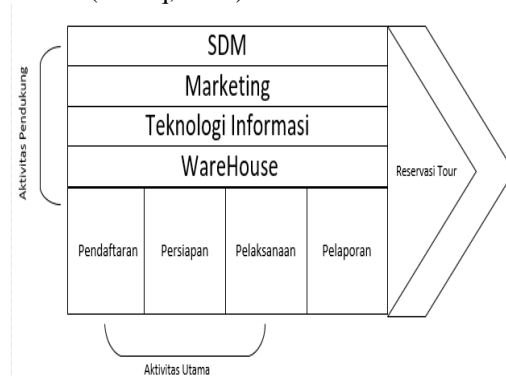 Aktivitas Pendukung
SDM
Marketing
Teknologi Informasi
WareHouse
Reservasi Tour
Pendaftaran
Persiapan
Pelaksanaan
Pelaporan
Aktivitas Utama